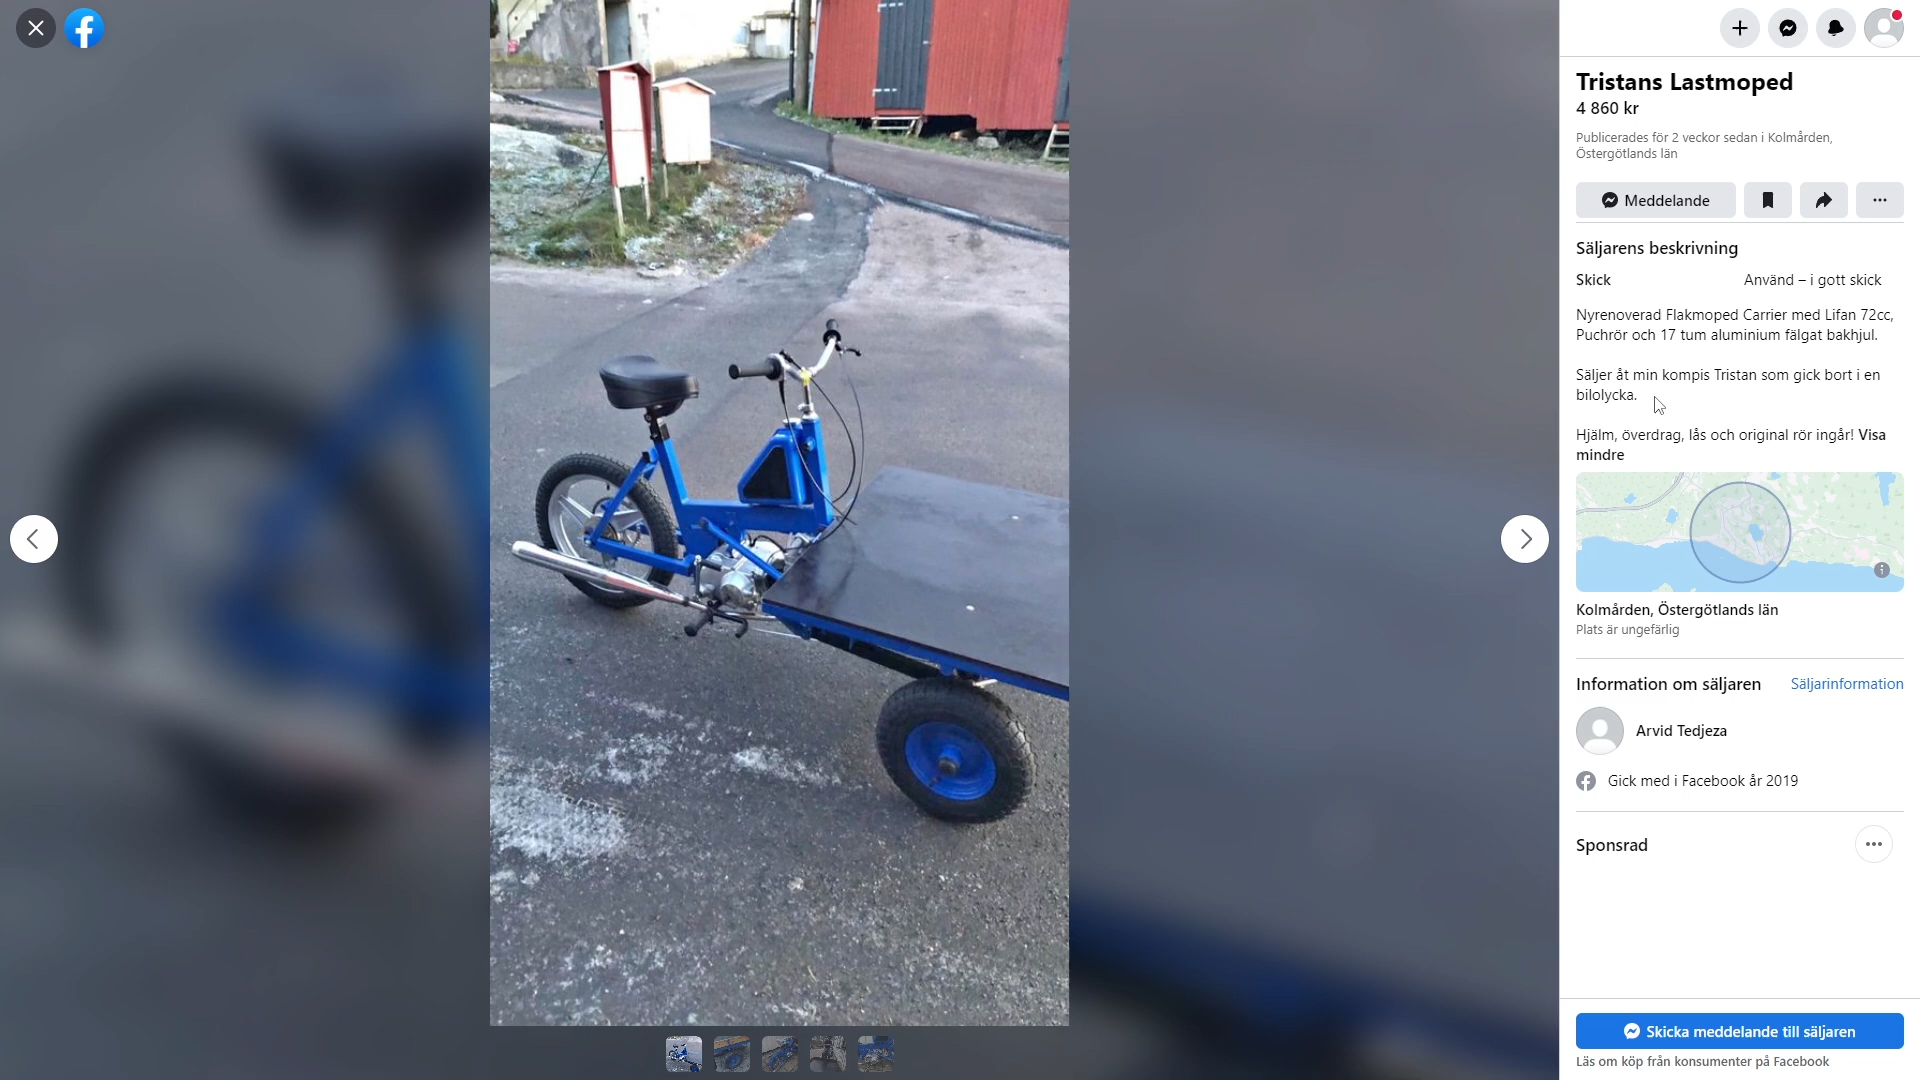 Tristans Lastmoped
4 860 kr
Publicerades för 2 veckor sedan i Kolmården,
Östergötlands län
Meddelande
Säljarens beskrivning
Skick Använd – i gott skick
Nyrenoverad Flakmoped Carrier med Lifan 72cc,
Puchrör och 17 tum aluminium fälgat bakhjul.
Säljer åt min kompis Tristan som gick bort i en
bilolycka.
Hjälm, överdrag, lås och original rör ingår! Visa
mindre
Kolmården, Östergötlands län
Plats är ungefärlig
Information om säljaren Säljarinformation
Arvid Tedjeza
Gick med i Facebook år 2019
Sponsrad
Skicka meddelande till säljaren
Läs om köp från konsumenter på Facebook